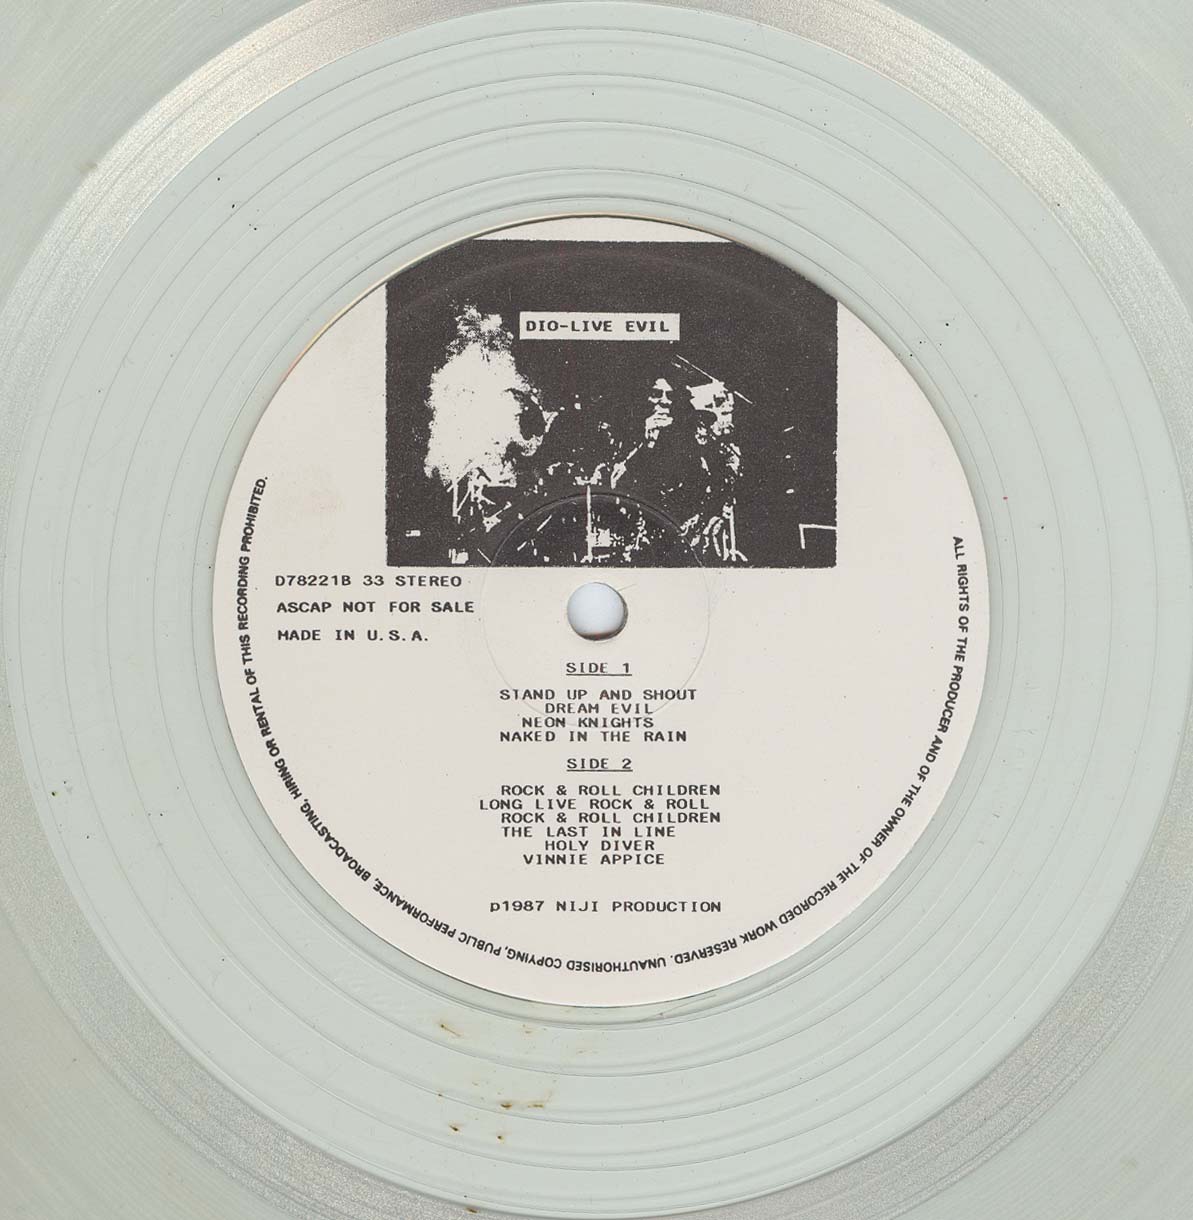 DIO-LIVE EVIL
D78221B 33 STEREO
ASCAP NOT FOR SALE
MADE IN U.S.A.
SIDE 1
STAND UP AND SHOUT
DREAM EVIL
NEON KNIGHTS
NAKED IN THE RAIN
SIDE 2
ROCK & ROLL CHILDREN
LONG LIVE ROCK & ROLL
ROCK & ROLL CHILDREN
THE LAST IN LINE
HOLY DIVER
VINNIE APPICE
p1987 NIJI PRODUCTION
ALL RIGHTS OF THE PRODUCER AND OF THE OWNER OF THE RECORDED WORK RESERVED. UNAUTHORISED COPYING, PUBLIC PERFORMANCE, BROADCASTING, HIRING OR RENTAL OF THIS RECORDING PROHIBITED.